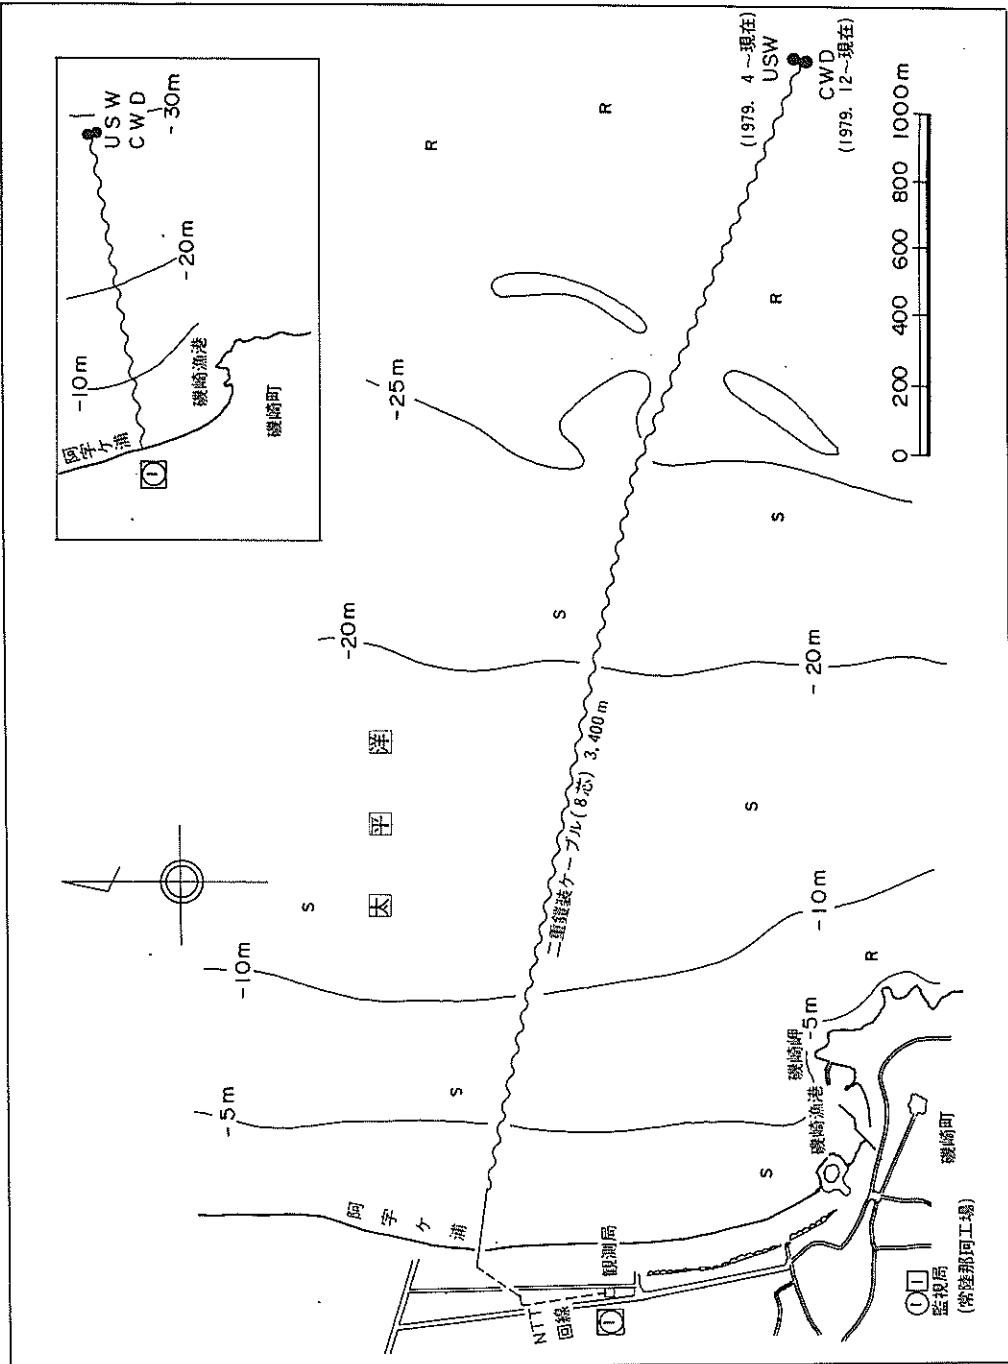 USW
CWD
-30m
-20m
-10m
阿字ヶ浦
磯崎漁港
磯崎町
Ⓘ
(1979. 4 ~現在)
USW
CWD
(1979. 12~現在)
0 200 400 600 800 1000m
R
R
R
-25m
S
S
-20m
-20m
太平洋
二重鎧装ケーブル(8芯) 3,400m
S
S
-10m
-10m
R
-5m
-5m
S
S
磯崎岬
磯崎漁港
磯崎町
阿字ヶ浦
観測局
NTT
回線
Ⓘ
Ⓘ I
監視局
(常陸那珂工場)